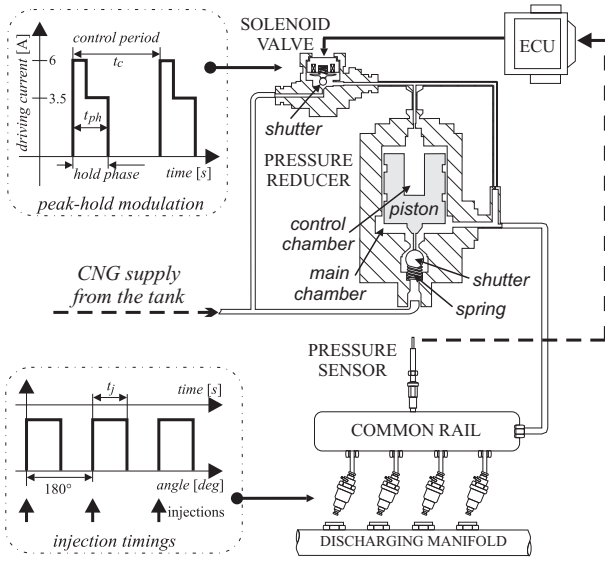 SOLENOID
VALVE
ECU
driving current [A]
control period
6
tc
3.5
tph
hold phase
time [s]
peak-hold modulation
shutter
PRESSURE
REDUCER
piston
control
chamber
main
chamber
shutter
spring
CNG supply
from the tank
PRESSURE
SENSOR
tj
time [s]
COMMON RAIL
180°
angle [deg]
injections
injection timings
DISCHARGING MANIFOLD